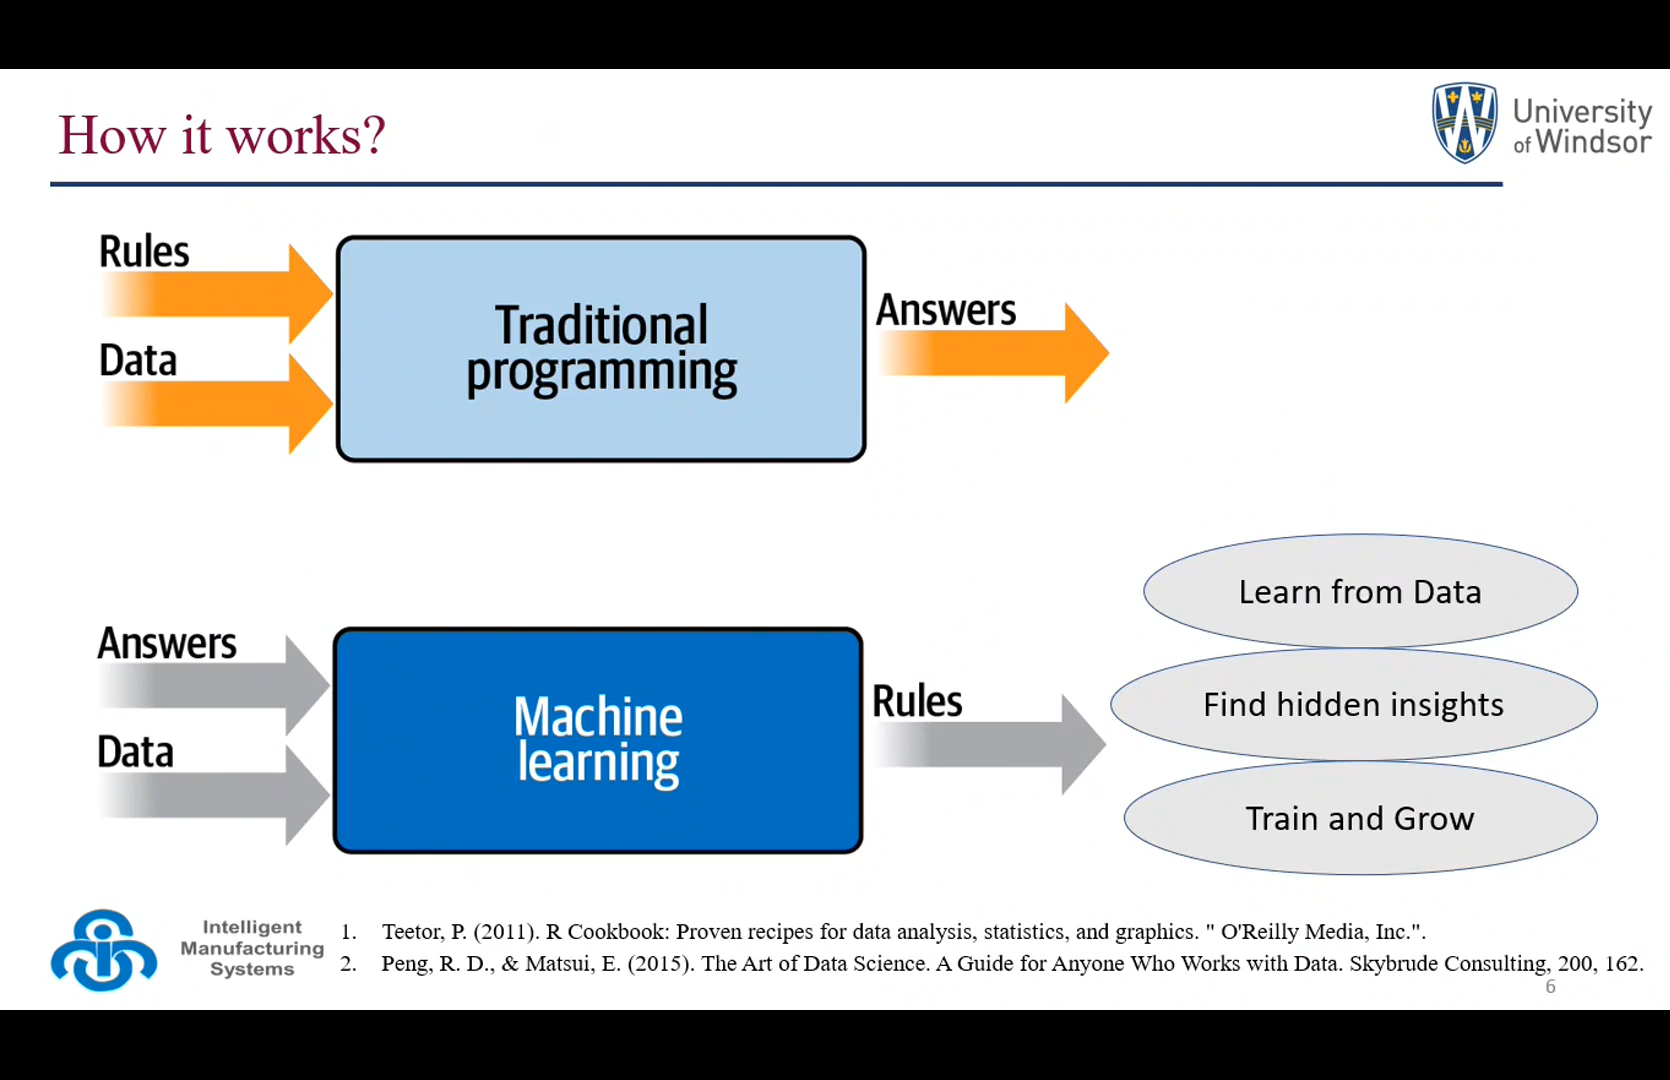 How it works?
University
of Windsor
Rules
Data
Traditional
programming
Answers
Answers
Data
Machine
learning
Rules
Learn from Data
Find hidden insights
Train and Grow
Intelligent
Manufacturing
Systems
1. Teetor, P. (2011). R Cookbook: Proven recipes for data analysis, statistics, and graphics. " O'Reilly Media, Inc.".
2. Peng, R. D., & Matsui, E. (2015). The Art of Data Science. A Guide for Anyone Who Works with Data. Skybrude Consulting, 200, 162.
6